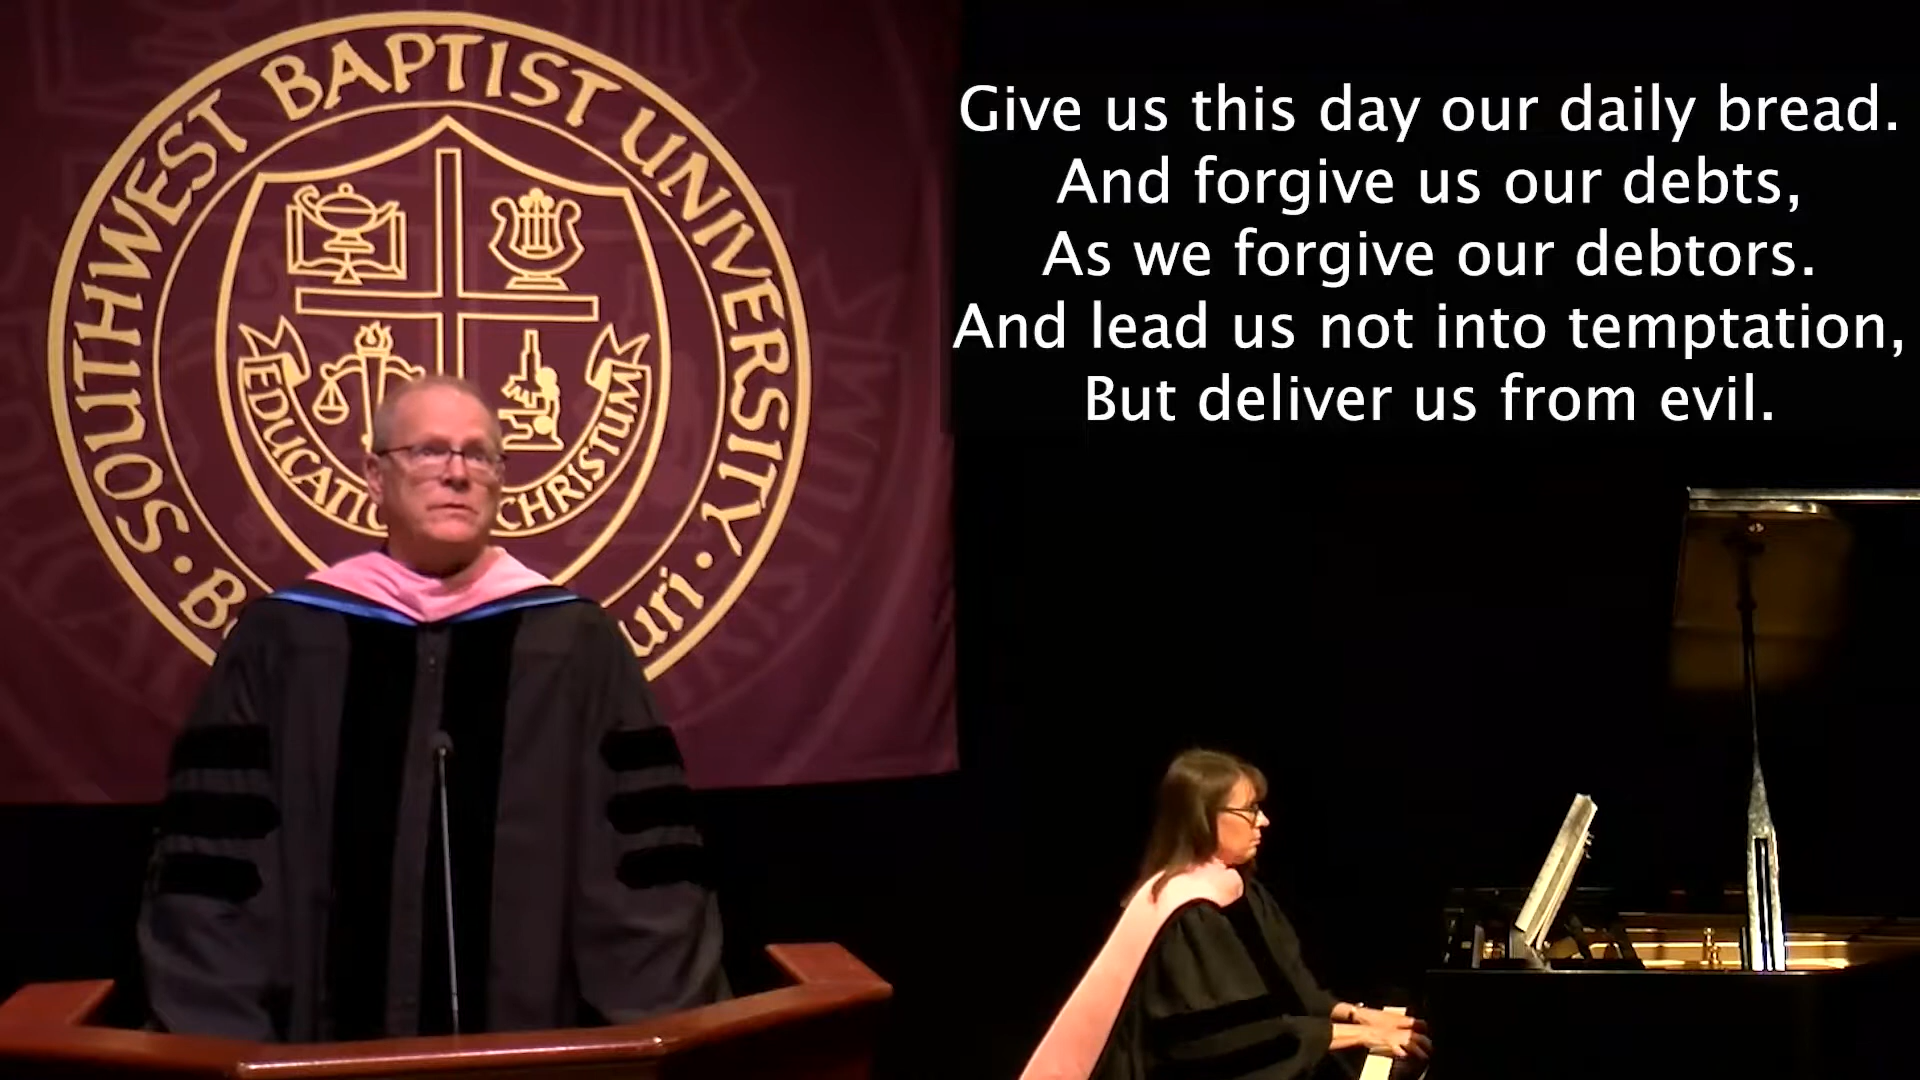 SOUTHWEST BAPTIST UNIVERSITY
EDUCATIO CHRISTUM
Give us this day our daily bread.
And forgive us our debts,
As we forgive our debtors.
And lead us not into temptation,
But deliver us from evil.